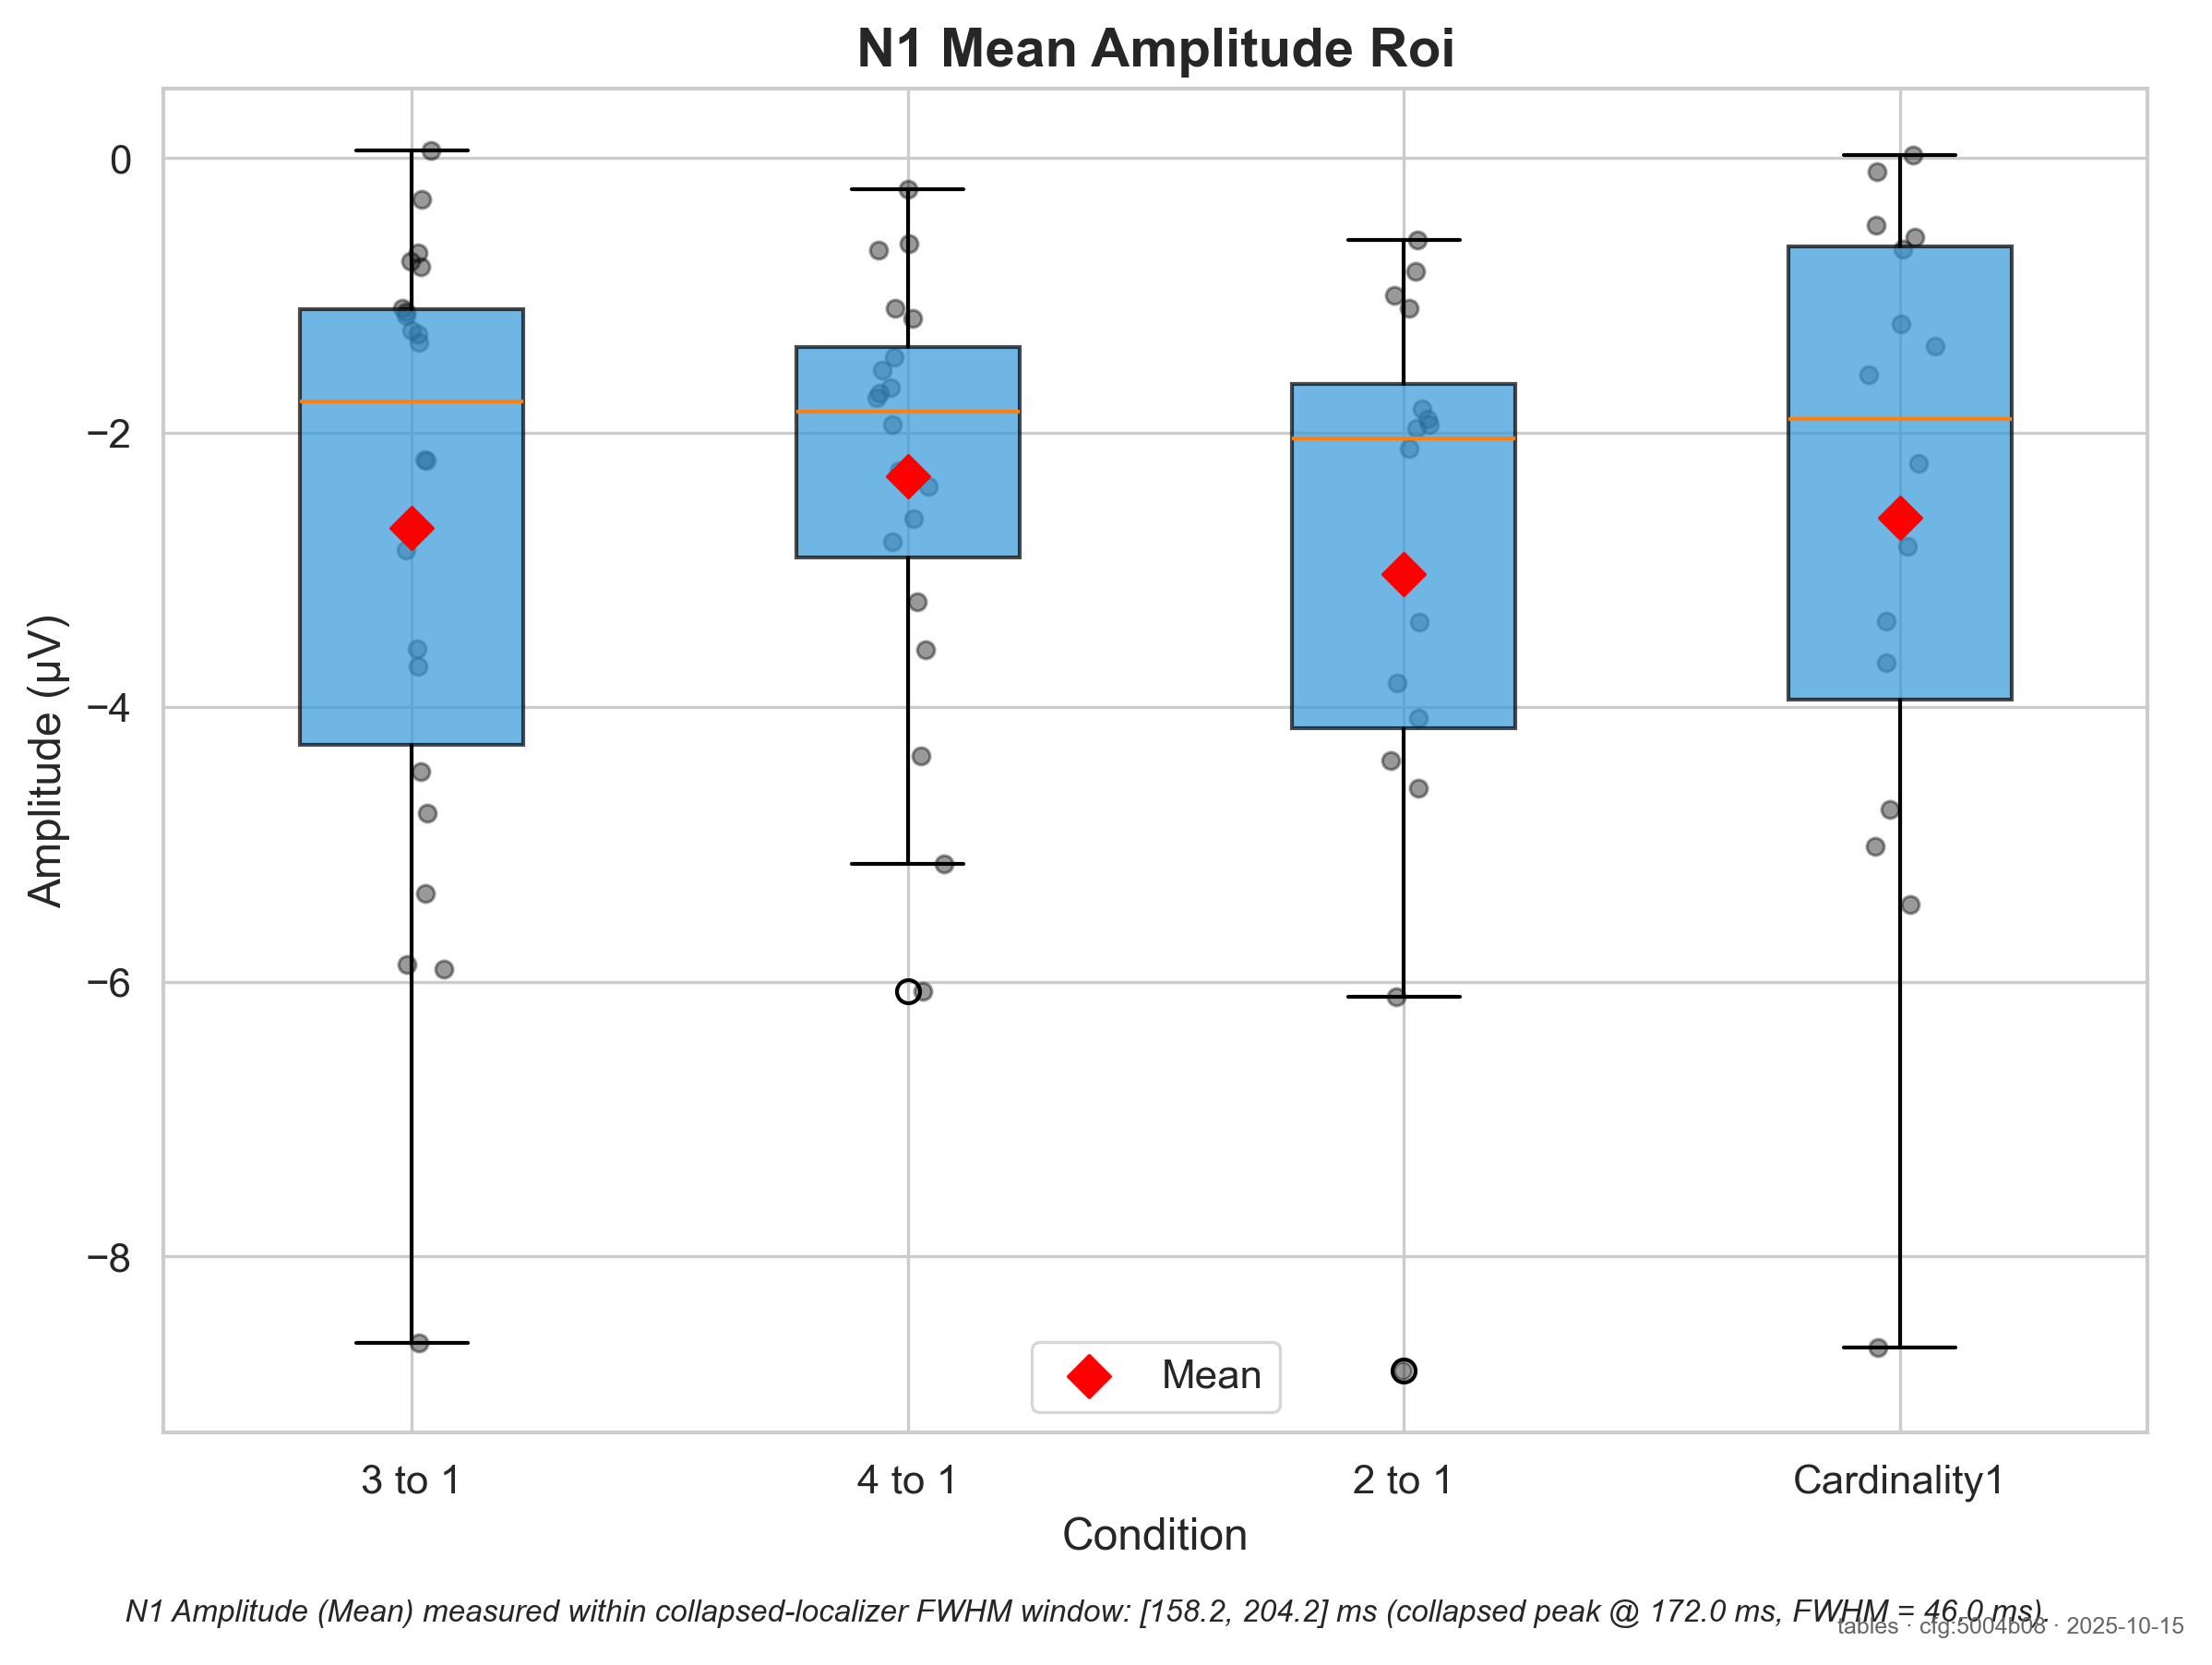 N1 Mean Amplitude Roi
0
−2
−4
−6
−8
Amplitude (μV)
Mean
3 to 1
4 to 1
2 to 1
Cardinality1
Condition
N1 Amplitude (Mean) measured within collapsed-localizer FWHM window: [158.2, 204.2] ms (collapsed peak @ 172.0 ms, FWHM = 46.0 ms).
tables · cfg:5004b08 · 2025-10-15